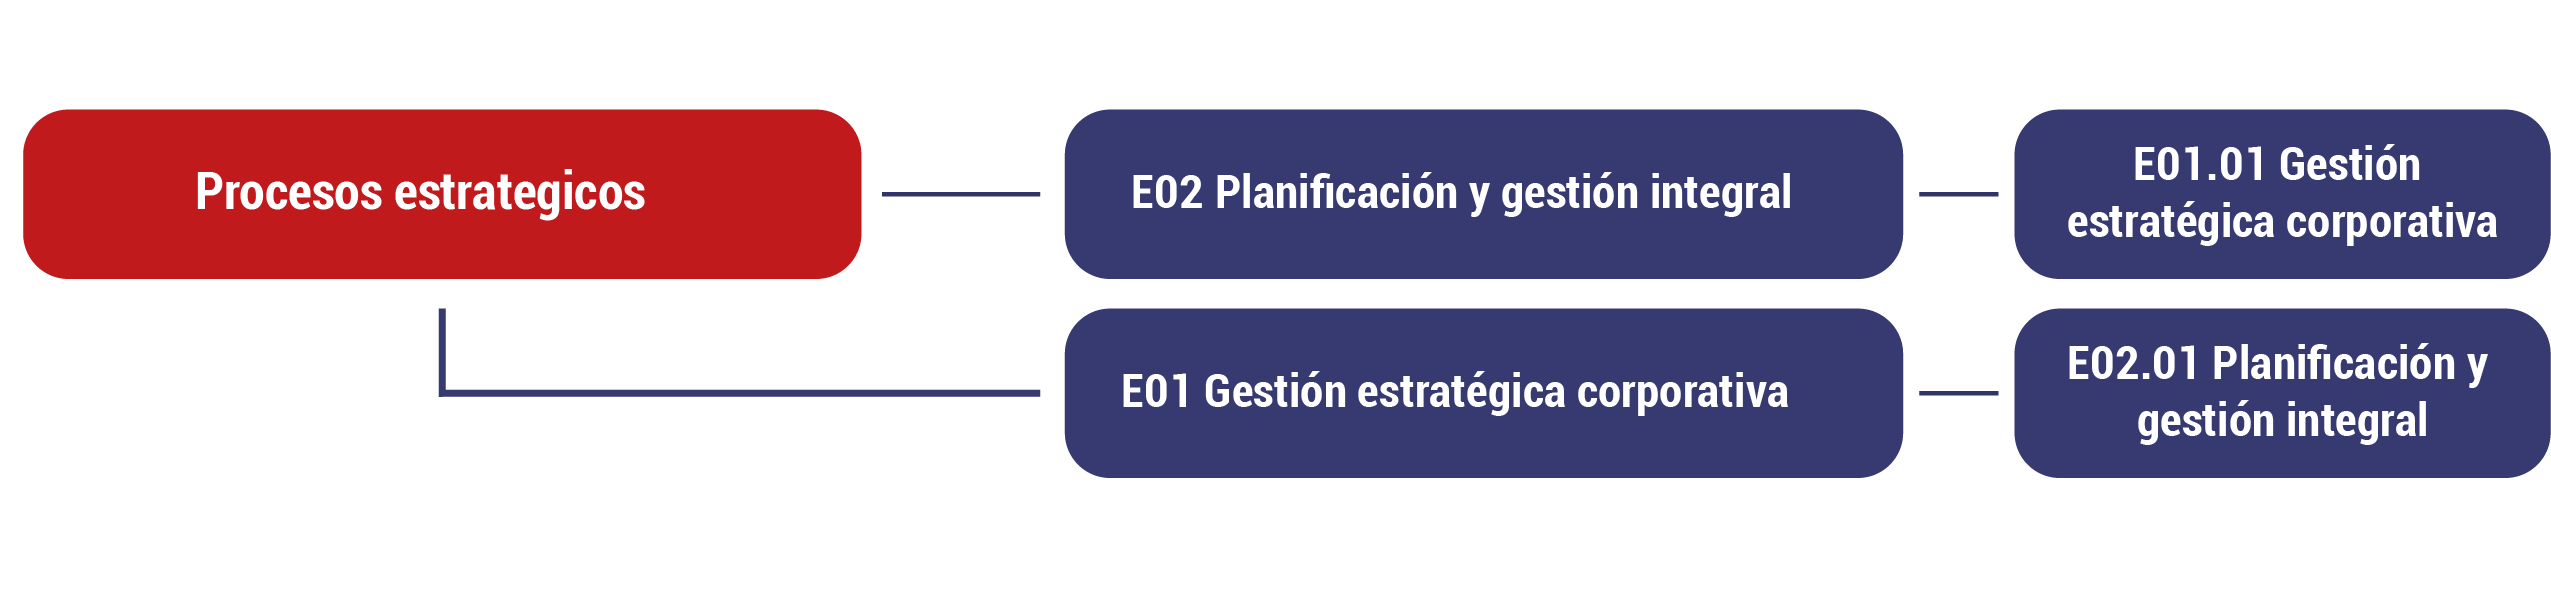 Procesos estrategicos
E02 Planificación y gestión integral
E01.01 Gestión
estratégica corporativa
E01 Gestión estratégica corporativa
E02.01 Planificación y
gestión integral